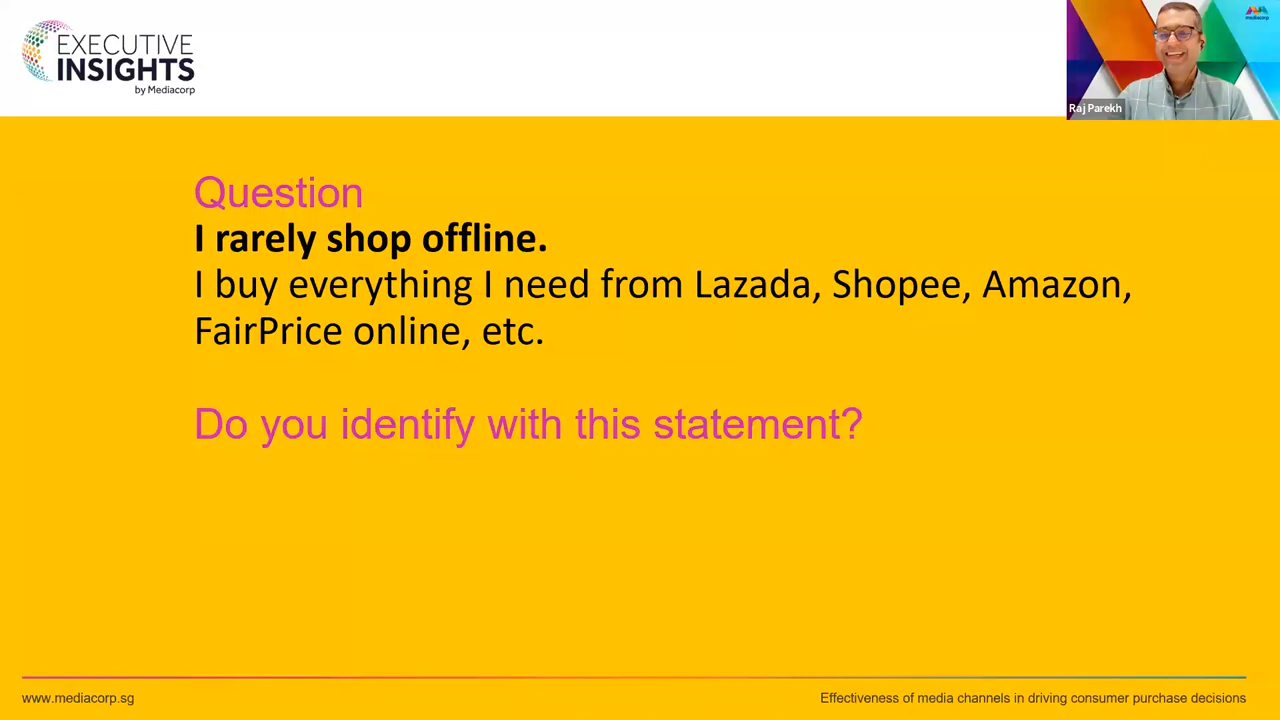 EXECUTIVE
INSIGHTS
by Mediacorp
mediacorp
Raj Parekh
Question
I rarely shop offline.
I buy everything I need from Lazada, Shopee, Amazon,
FairPrice online, etc.
Do you identify with this statement?
www.mediacorp.sg
Effectiveness of media channels in driving consumer purchase decisions